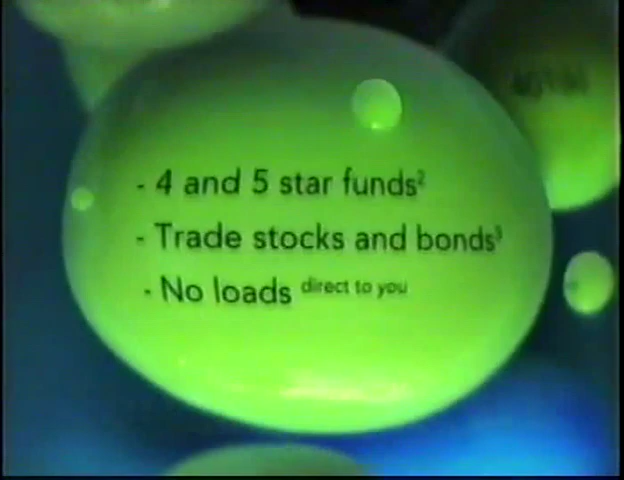 - 4 and 5 star funds²
- Trade stocks and bonds³
- No loads direct to you